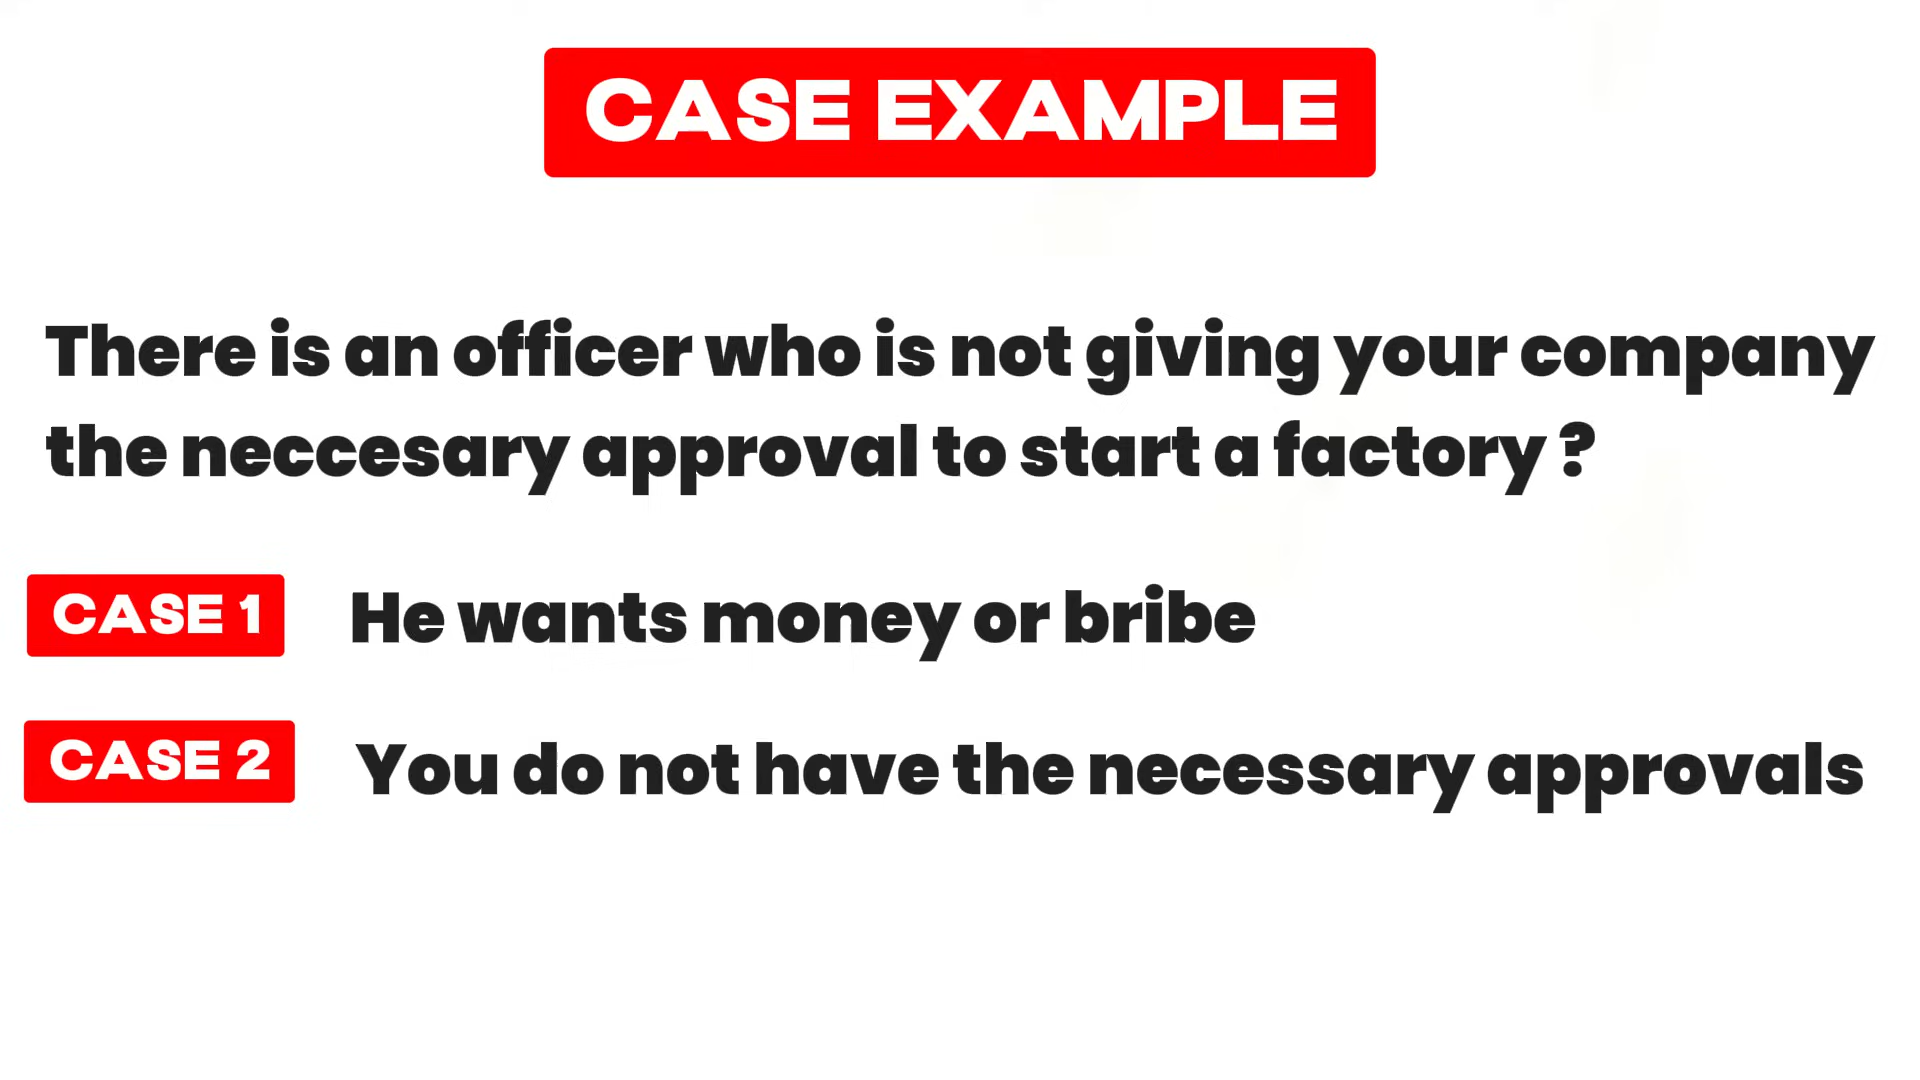 CASE EXAMPLE
There is an officer who is not giving your company
the neccesary approval to start a factory ?
CASE 1 He wants money or bribe
CASE 2 You do not have the necessary approvals